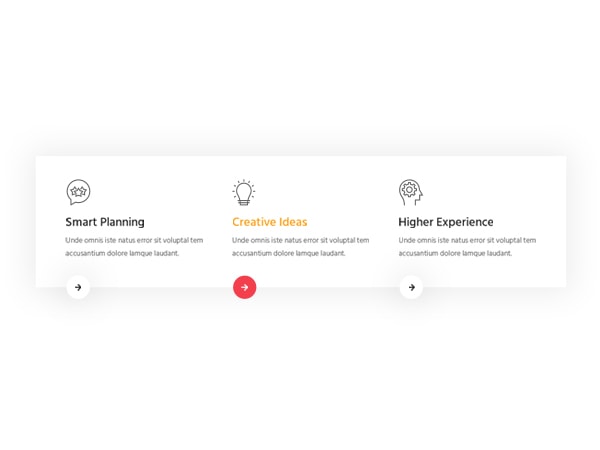 Smart Planning
Unde omnis iste natus error sit voluptal tem
accusantium dolore lamque laudant.
Creative Ideas
Unde omnis iste natus error sit voluptal tem
accusantium dolore lamque laudant.
Higher Experience
Unde omnis iste natus error sit voluptal tem
accusantium dolore lamque laudant.